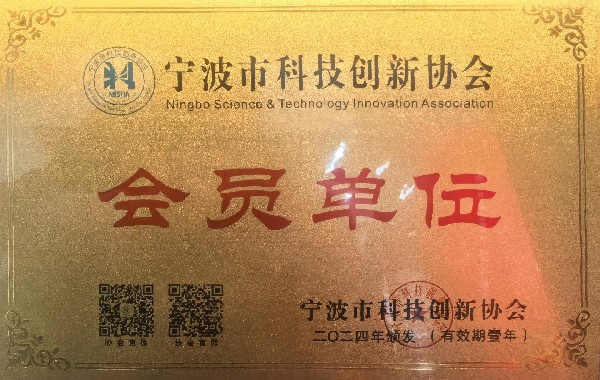 宁波市科技创新协会
Ningbo Science & Technology Innovation Association
会员单位
宁波市科技创新协会
二〇二四年颁发 (有效期壹年)